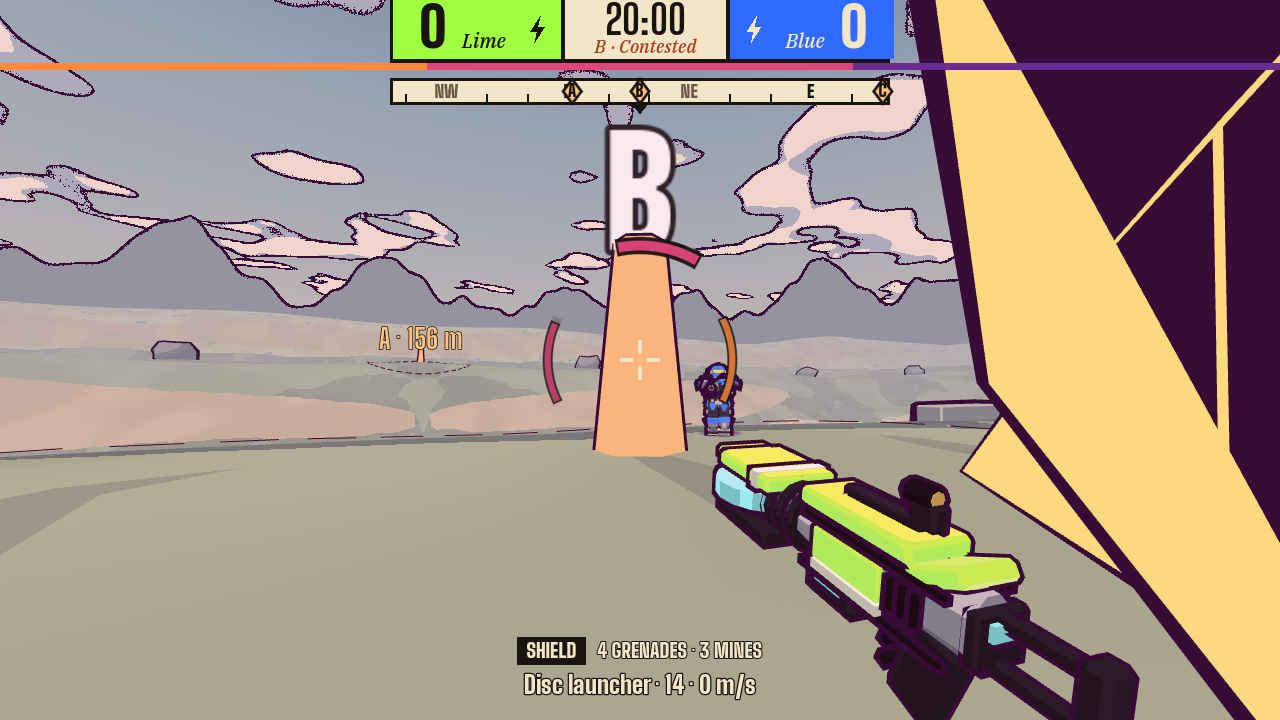 0 Lime
20:00
B · Contested
Blue 0
NW A B NE E C
B
A · 156 m
SHIELD 4 GRENADES · 3 MINES
Disc launcher · 14 · 0 m/s